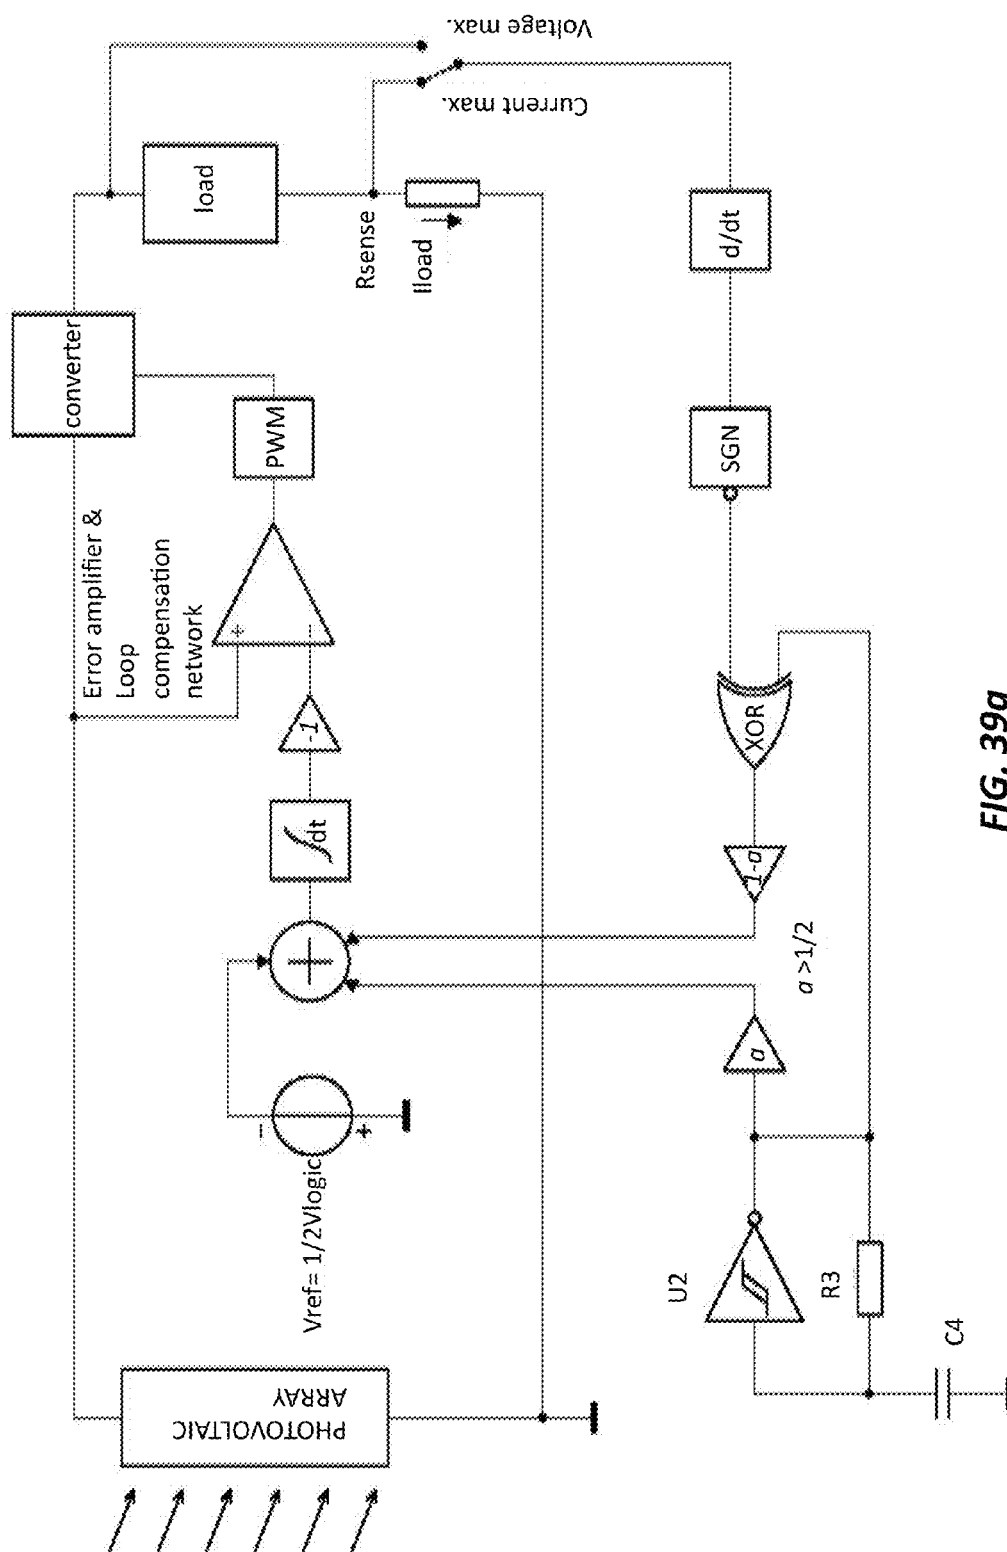 PHOTOVOLTAIC
ARRAY
Vref= 1/2Vlogic
−
+
+
∫dt
-1
Error amplifier &
Loop
compensation
network
+
−
PWM
converter
load
Rsense
Iload
Voltage max.
Current max.
d/dt
SGN
XOR
1-a
a
a >1/2
U2
R3
C4
FIG. 39a